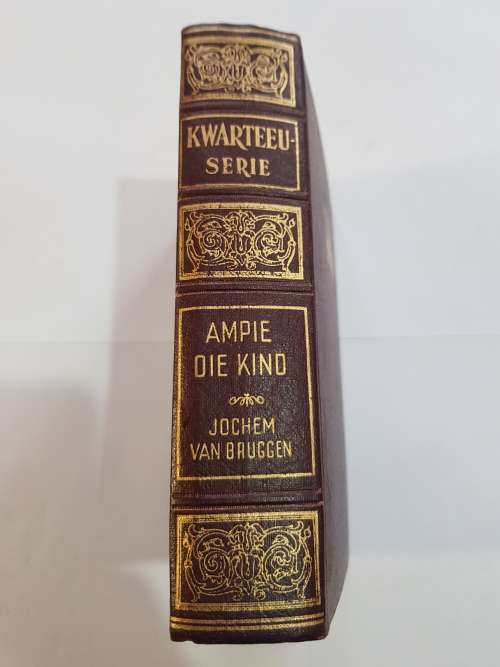 KWARTEEU-
SERIE
AMPIE
DIE KIND
JOCHEM
VAN BRUGGEN